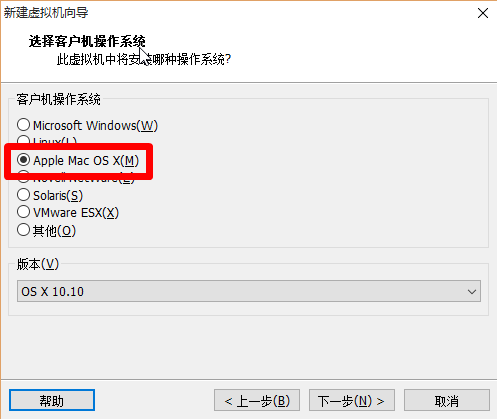 新建虚拟机向导
选择客户机操作系统
此虚拟机中将安装哪种操作系统?
客户机操作系统
Microsoft Windows(W)
Linux(L)
Apple Mac OS X(M)
Novell NetWare(E)
Solaris(S)
VMware ESX(X)
其他(O)
版本(V)
OS X 10.10
帮助
< 上一步(B)
下一步(N) >
取消